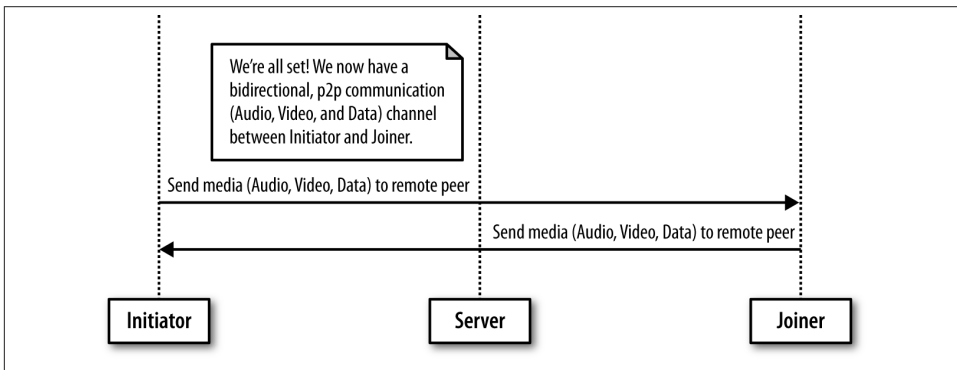 We’re all set! We now have a
bidirectional, p2p communication
(Audio, Video, and Data) channel
between Initiator and Joiner.
Send media (Audio, Video, Data) to remote peer
Send media (Audio, Video, Data) to remote peer
Initiator
Server
Joiner